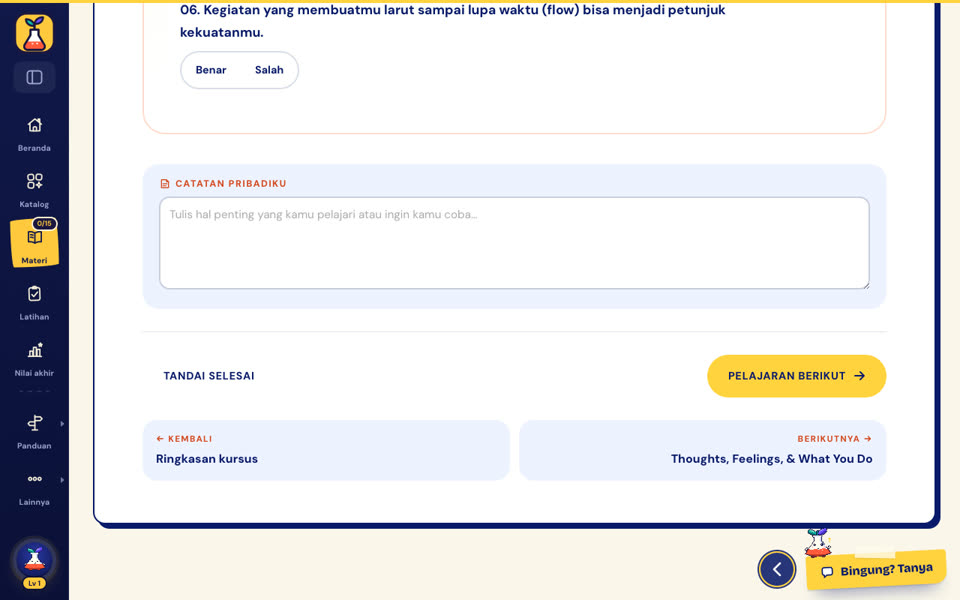 06. Kegiatan yang membuatmu larut sampai lupa waktu (flow) bisa menjadi petunjuk
kekuatanmu.
Benar
Salah
Beranda
Katalog
0/15
Materi
Latihan
Nilai akhir
Panduan
Lainnya
Lv 1
CATATAN PRIBADIKU
Tulis hal penting yang kamu pelajari atau ingin kamu coba...
TANDAI SELESAI
PELAJARAN BERIKUT →
← KEMBALI
Ringkasan kursus
BERIKUTNYA →
Thoughts, Feelings, & What You Do
Bingung? Tanya